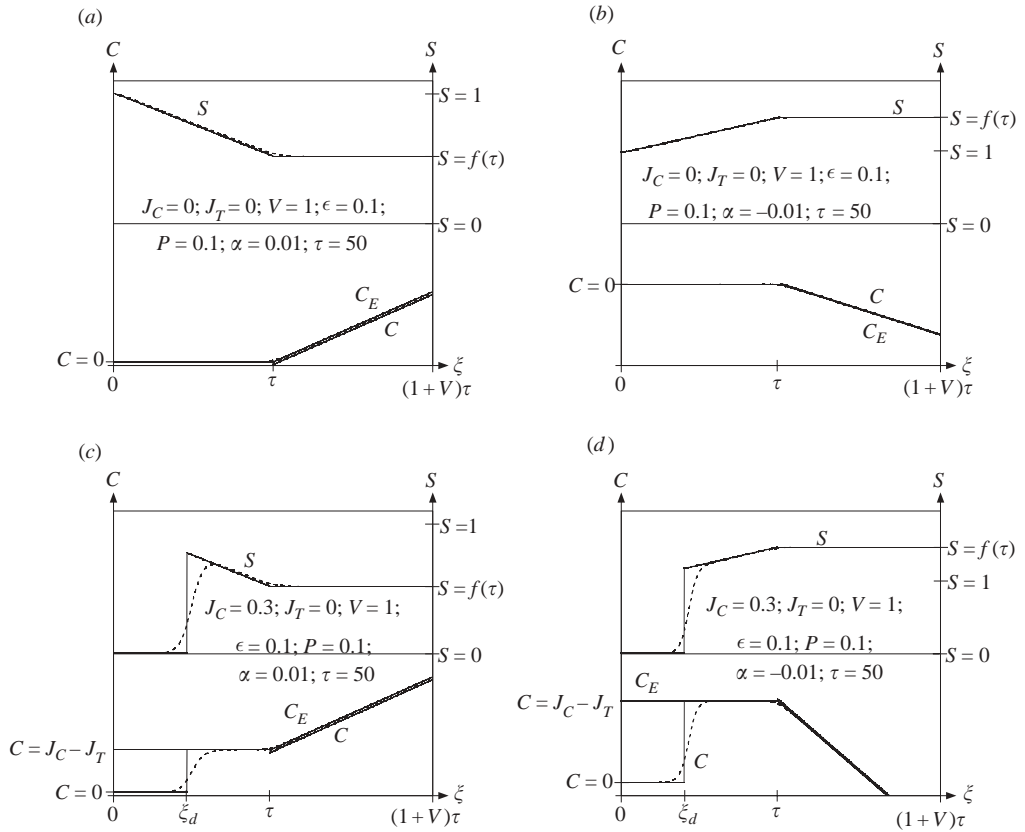 (a)
C
S
S = 1
S
S = f(τ)
J_C = 0; J_T = 0; V = 1; ϵ = 0.1;
S = 0
P = 0.1; α = 0.01; τ = 50
C_E
C
C = 0
ξ
0
τ
(1+V)τ
(b)
C
S
S
S = f(τ)
S = 1
J_C = 0; J_T = 0; V = 1; ϵ = 0.1;
P = 0.1; α = –0.01; τ = 50
S = 0
C = 0
C
C_E
ξ
0
τ
(1+V)τ
(c)
C
S
S = 1
S
S = f(τ)
J_C = 0.3; J_T = 0; V = 1;
ϵ = 0.1; P = 0.1;
S = 0
α = 0.01; τ = 50
C_E
C
C = J_C – J_T
C = 0
ξ
0
ξ_d
τ
(1+V)τ
(d)
C
S
S
S = f(τ)
S = 1
J_C = 0.3; J_T = 0; V = 1;
ϵ = 0.1; P = 0.1;
S = 0
α = –0.01; τ = 50
C_E
C = J_C – J_T
C
C = 0
ξ
0
ξ_d
τ
(1+V)τ